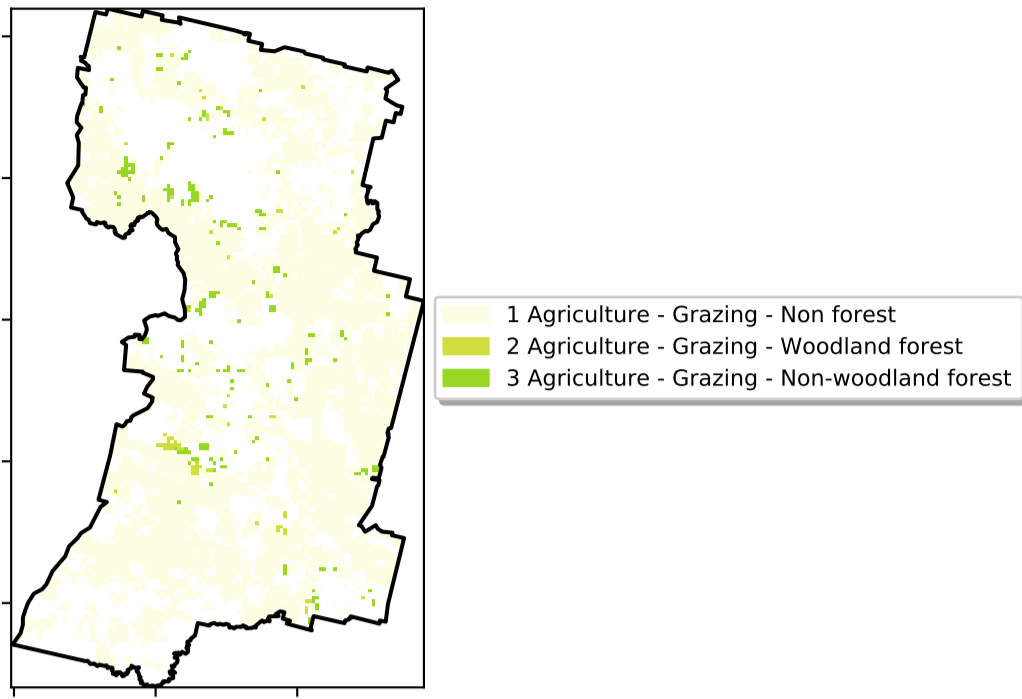 1 Agriculture - Grazing - Non forest
2 Agriculture - Grazing - Woodland forest
3 Agriculture - Grazing - Non-woodland forest